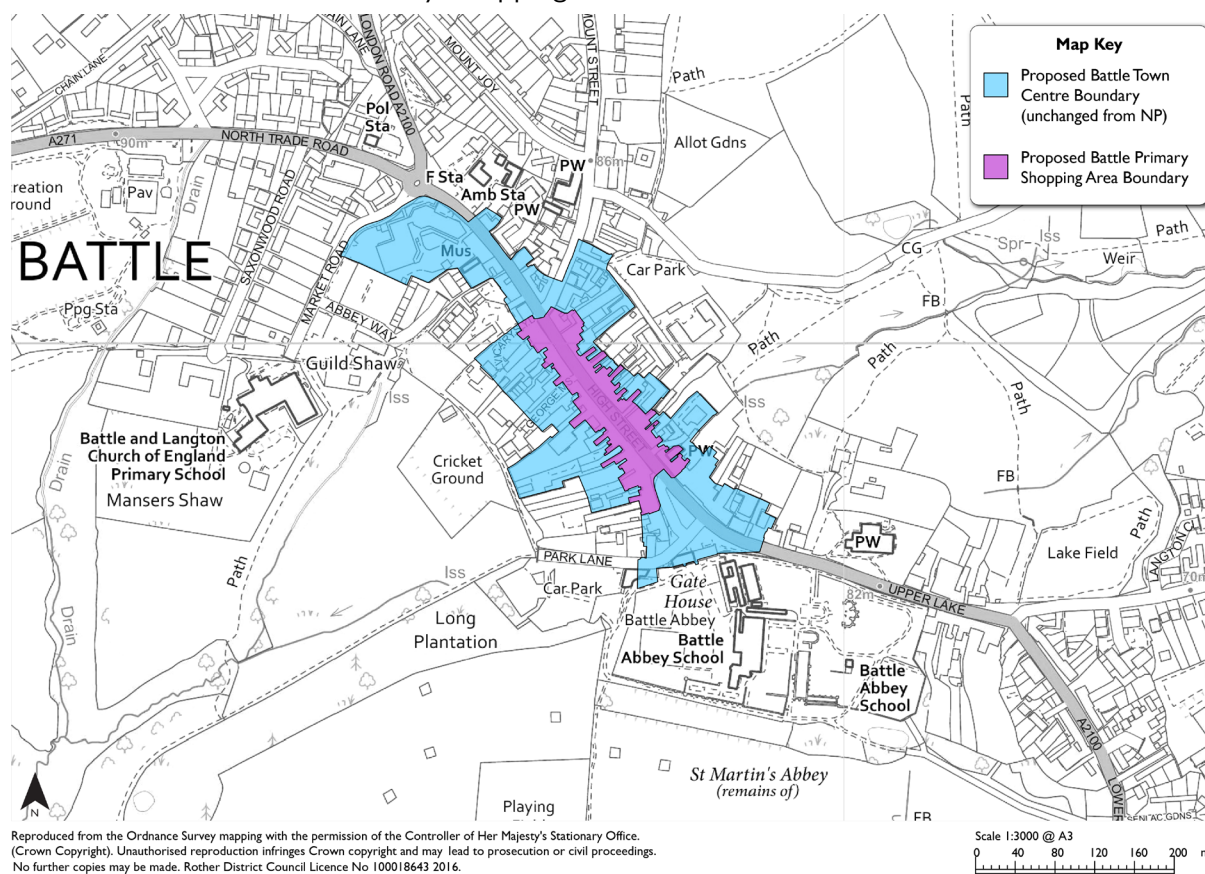 Map Key
Proposed Battle Town
Centre Boundary
(unchanged from NP)
Proposed Battle Primary
Shopping Area Boundary
CHAIN LANE
LONDON ROAD A2100
MOUNT JOY
MOUNT STREET
Path
Path
Pol
Sta
A271
90m
NORTH TRADE ROAD
Allot Gdns
PW
86m
F Sta
Amb Sta
PW
Pav
Drain
SAXONWOOD ROAD
BATTLE
Mus
MARKET ROAD
Car Park
CG
Spr
Iss
Path
Weir
FB
Ppg Sta
ABBEY WAY
Path
Path
Guild Shaw
Iss
HIGH STREET
Iss
Path
Battle and Langton
Church of England
Primary School
Mansers Shaw
Drain
Cricket
Ground
PW
FB
Path
PW
Lake Field
PARK LANE
Path
Iss
Car Park
Gate
House
Battle Abbey
82m
UPPER LAKE
70m
Drain
Long
Plantation
Battle
Abbey School
Battle
Abbey
School
A2100
LOWER
St Martin's Abbey
(remains of)
N
Playing
FB
SENLAC GDNS
Reproduced from the Ordnance Survey mapping with the permission of the Controller of Her Majesty's Stationary Office.
(Crown Copyright). Unauthorised reproduction infringes Crown copyright and may lead to prosecution or civil proceedings.
No further copies may be made. Rother District Council Licence No 100018643 2016.
Scale 1:3000 @ A3
0 40 80 120 160 200